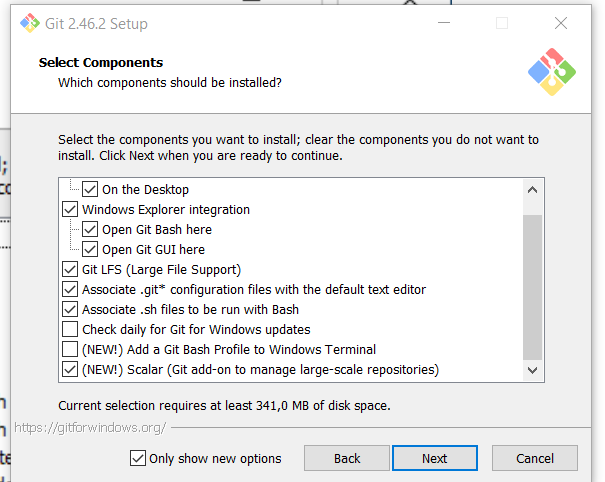 Git 2.46.2 Setup
Select Components
Which components should be installed?
Select the components you want to install; clear the components you do not want to
install. Click Next when you are ready to continue.
On the Desktop
Windows Explorer integration
Open Git Bash here
Open Git GUI here
Git LFS (Large File Support)
Associate .git* configuration files with the default text editor
Associate .sh files to be run with Bash
Check daily for Git for Windows updates
(NEW!) Add a Git Bash Profile to Windows Terminal
(NEW!) Scalar (Git add-on to manage large-scale repositories)
Current selection requires at least 341,0 MB of disk space.
https://gitforwindows.org/
Only show new options
Back
Next
Cancel